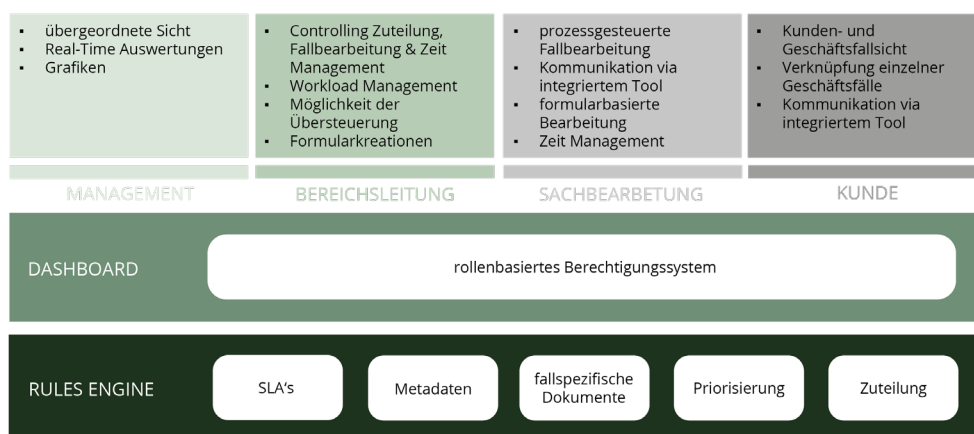 ▪ übergeordnete Sicht
▪ Real-Time Auswertungen
▪ Grafiken
▪ Controlling Zuteilung,
Fallbearbeitung & Zeit
Management
▪ Workload Management
▪ Möglichkeit der
Übersteuerung
▪ Formularkreationen
▪ prozessgesteuerte
Fallbearbeitung
▪ Kommunikation via
integriertem Tool
▪ formularbasierte
Bearbeitung
▪ Zeit Management
▪ Kunden- und
Geschäftsfallsicht
▪ Verknüpfung einzelner
Geschäftsfälle
▪ Kommunikation via
integriertem Tool
MANAGEMENT
BEREICHSLEITUNG
SACHBEARBETUNG
KUNDE
DASHBOARD
rollenbasiertes Berechtigungssystem
RULES ENGINE
SLA‘s
Metadaten
fallspezifische
Dokumente
Priorisierung
Zuteilung